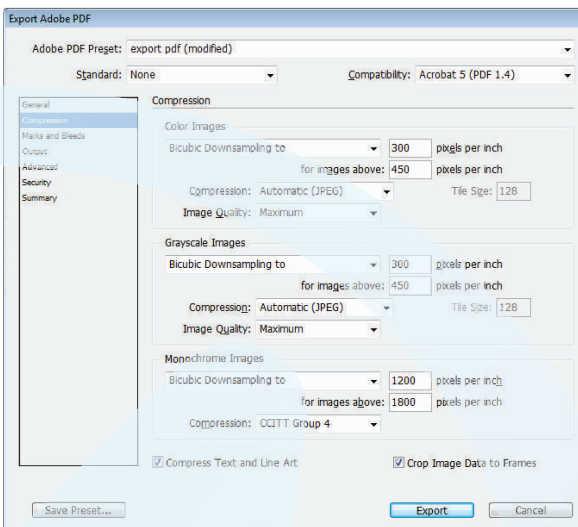 Export Adobe PDF
Adobe PDF Preset: export pdf (modified)
Standard: None Compatibility: Acrobat 5 (PDF 1.4)
General
Compression
Marks and Bleeds
Output
Advanced
Security
Summary
Compression
Color Images
Bicubic Downsampling to 300 pixels per inch
for images above: 450 pixels per inch
Compression: Automatic (JPEG) Tile Size: 128
Image Quality: Maximum
Grayscale Images
Bicubic Downsampling to 300 pixels per inch
for images above: 450 pixels per inch
Compression: Automatic (JPEG) Tile Size: 128
Image Quality: Maximum
Monochrome Images
Bicubic Downsampling to 1200 pixels per inch
for images above: 1800 pixels per inch
Compression: CCITT Group 4
Compress Text and Line Art Crop Image Data to Frames
Save Preset... Export Cancel